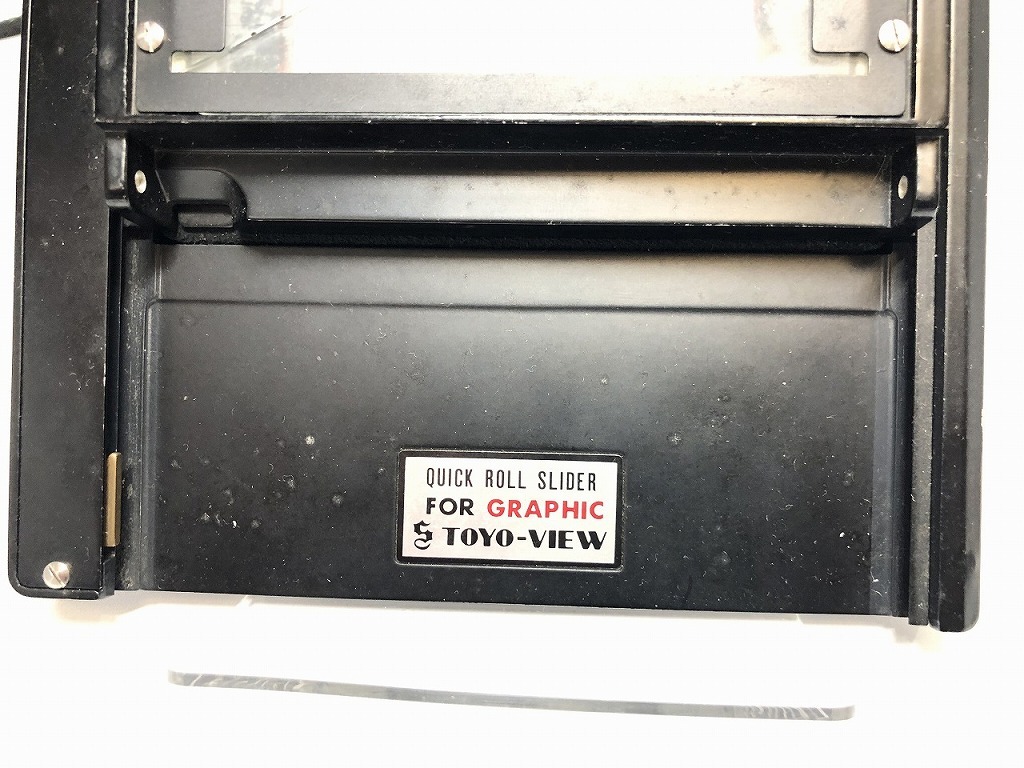 QUICK ROLL SLIDER
FOR GRAPHIC
S TOYO-VIEW